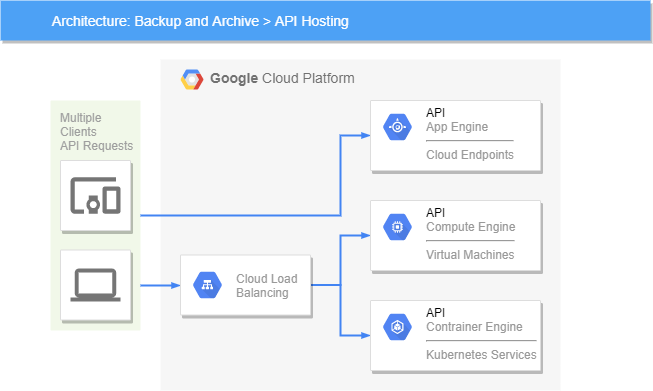 Architecture: Backup and Archive > API Hosting
Google Cloud Platform
Multiple
Clients
API Requests
API
App Engine
Cloud Endpoints
API
Compute Engine
Virtual Machines
Cloud Load
Balancing
API
Contrainer Engine
Kubernetes Services